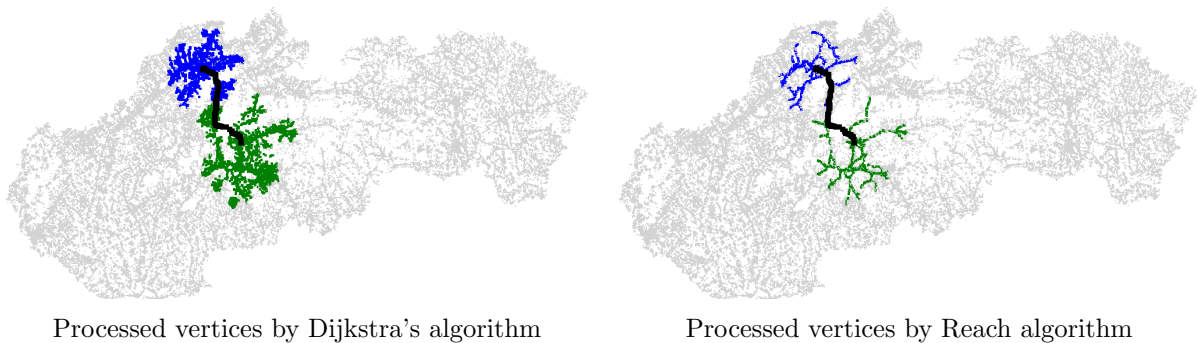 Processed vertices by Dijkstra's algorithm
Processed vertices by Reach algorithm